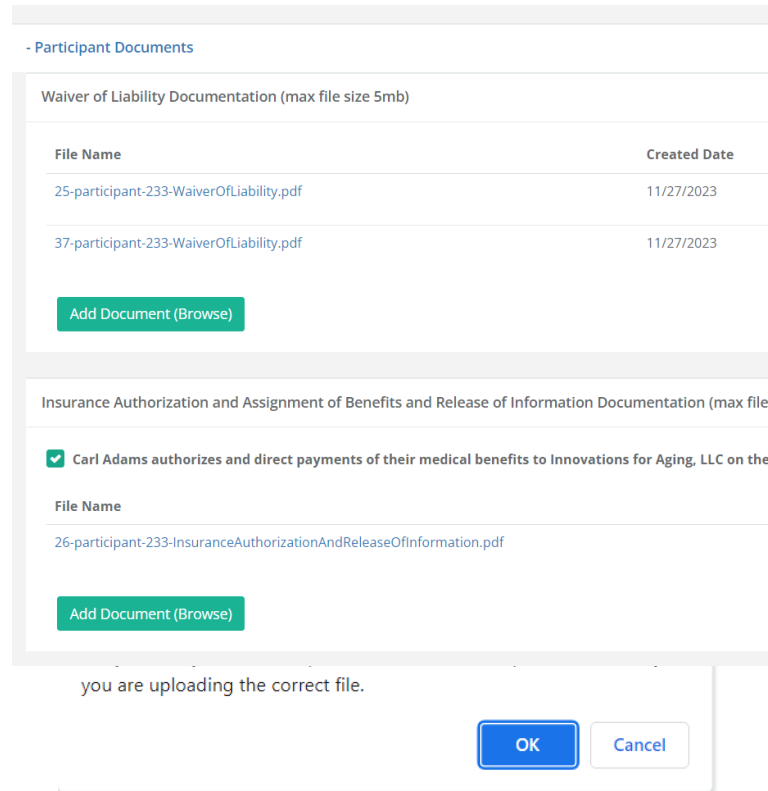 - Participant Documents
Waiver of Liability Documentation (max file size 5mb)
File Name Created Date
25-participant-233-WaiverOfLiability.pdf 11/27/2023
37-participant-233-WaiverOfLiability.pdf 11/27/2023
Add Document (Browse)
Insurance Authorization and Assignment of Benefits and Release of Information Documentation (max file
Carl Adams authorizes and direct payments of their medical benefits to Innovations for Aging, LLC on the
File Name
26-participant-233-InsuranceAuthorizationAndReleaseOfInformation.pdf
Add Document (Browse)
you are uploading the correct file.
OK Cancel